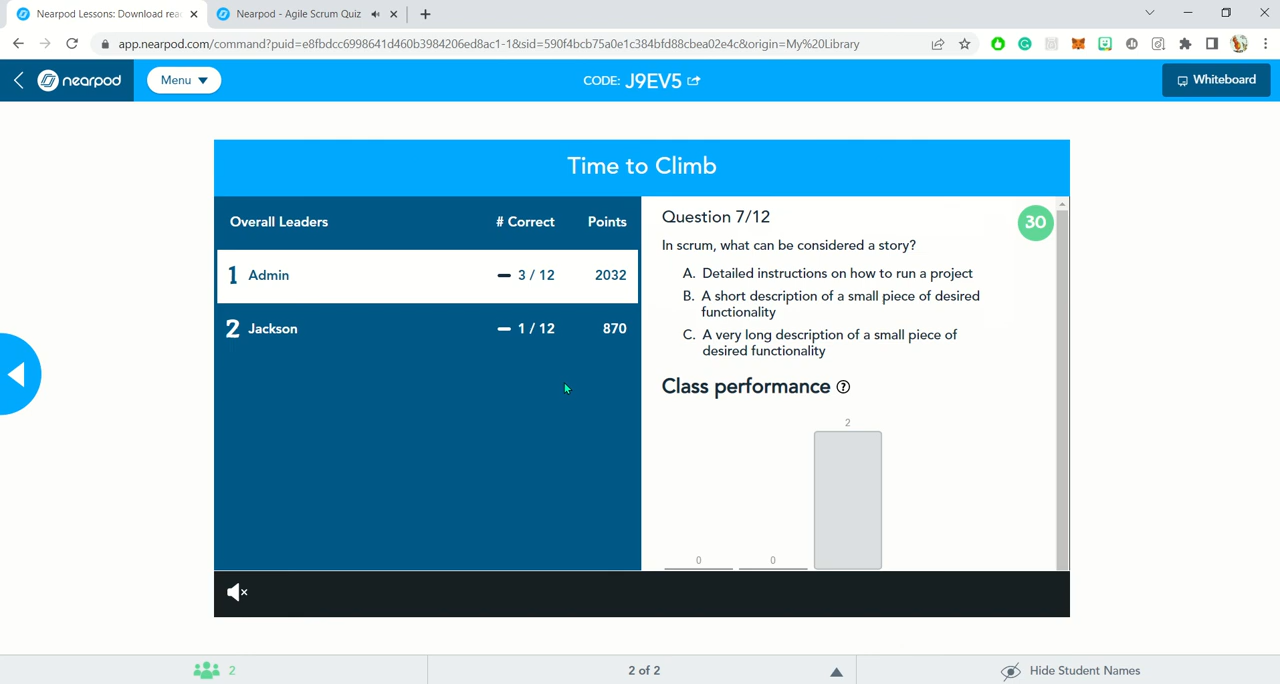 Nearpod Lessons: Download rea
Nearpod - Agile Scrum Quiz
app.nearpod.com/command?puid=e8fbdcc6998641d460b3984206ed8ac1-1&sid=590f4bcb75a0e1c384bfd88cbea02e4c&origin=My%20Library
nearpod
Menu
CODE: J9EV5
Whiteboard
Time to Climb
Overall Leaders # Correct Points
1 Admin 3 / 12 2032
2 Jackson 1 / 12 870
Question 7/12
30
In scrum, what can be considered a story?
A. Detailed instructions on how to run a project
B. A short description of a small piece of desired
functionality
C. A very long description of a small piece of
desired functionality
Class performance ?
2
0 0
2
2 of 2
Hide Student Names